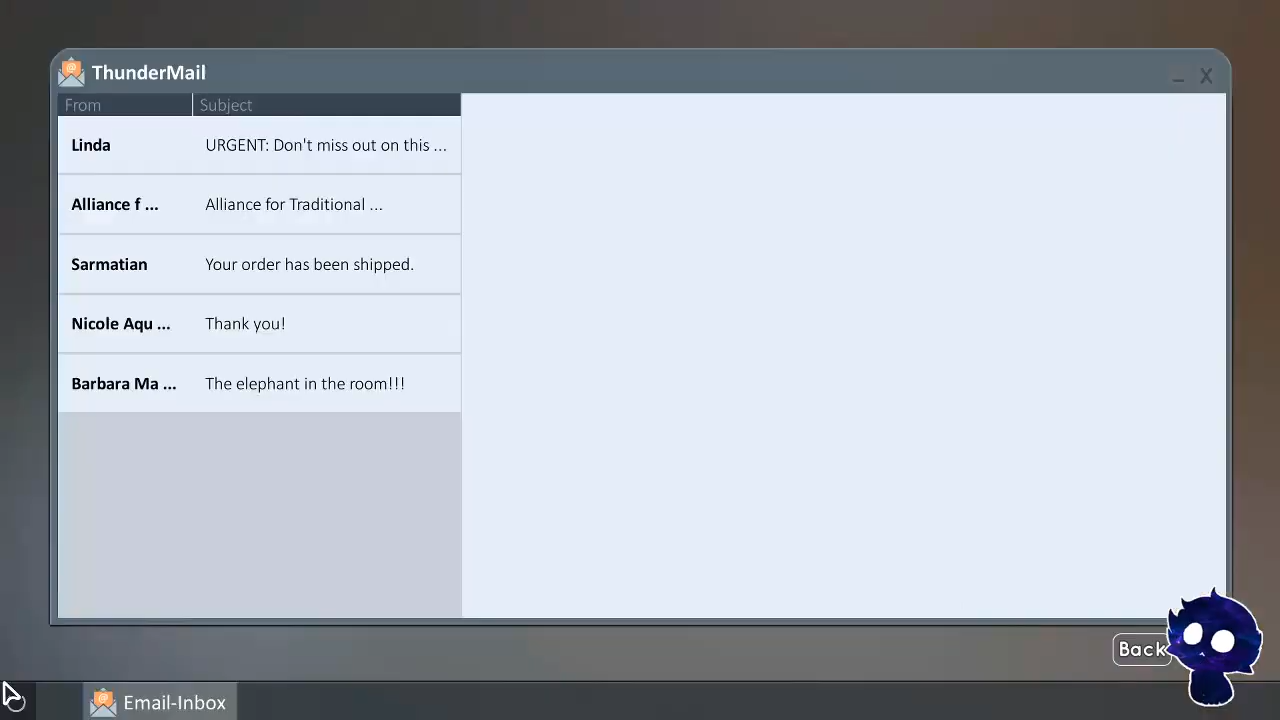 ThunderMail
_ X
From Subject
Linda URGENT: Don't miss out on this ...
Alliance f ... Alliance for Traditional ...
Sarmatian Your order has been shipped.
Nicole Aqu ... Thank you!
Barbara Ma ... The elephant in the room!!!
Back
Email-Inbox